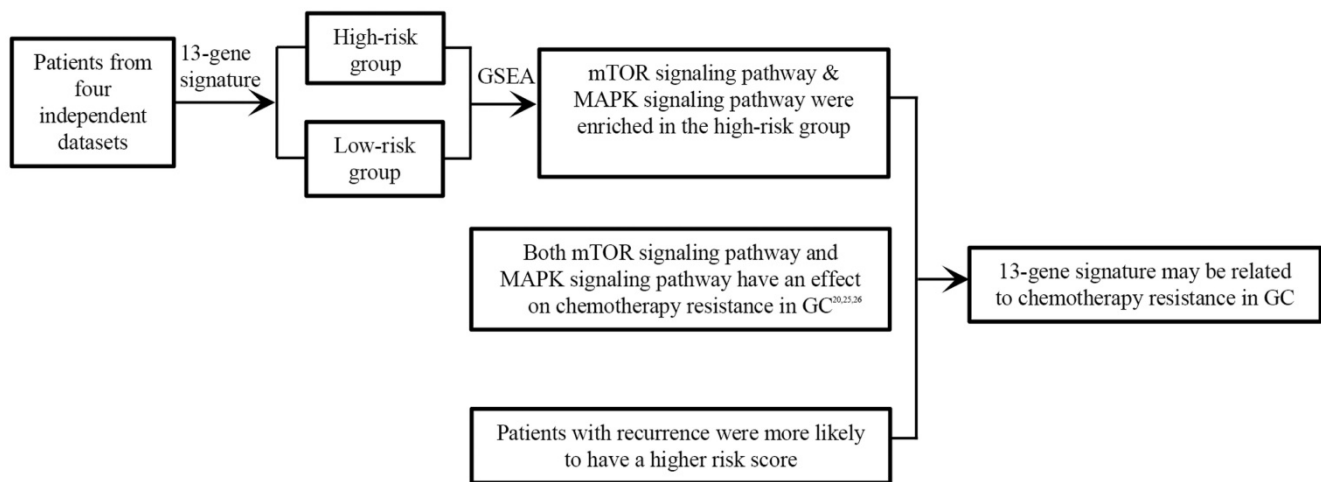 Patients from
four
independent
datasets
13-gene
signature
High-risk
group
Low-risk
group
GSEA
mTOR signaling pathway &
MAPK signaling pathway were
enriched in the high-risk group
Both mTOR signaling pathway and
MAPK signaling pathway have an effect
on chemotherapy resistance in GC20,25,26
Patients with recurrence were more likely
to have a higher risk score
13-gene signature may be related
to chemotherapy resistance in GC